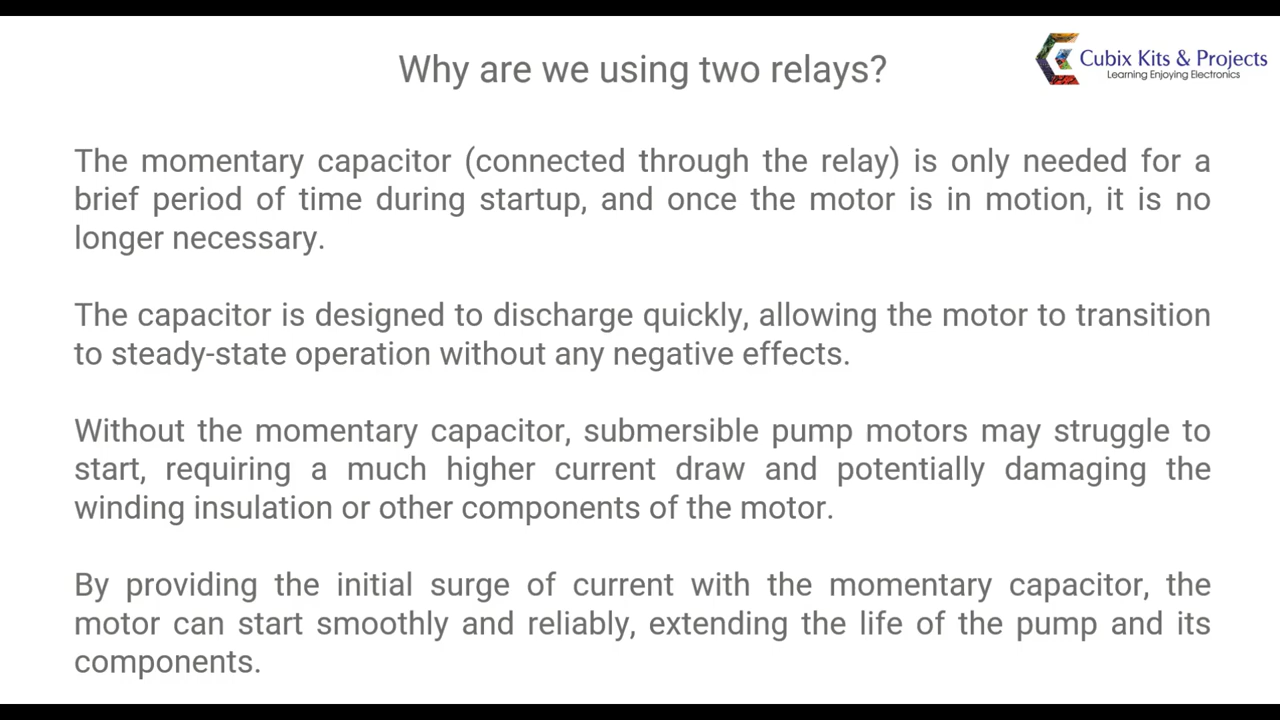 Why are we using two relays?
Cubix Kits & Projects
Learning Enjoying Electronics
The momentary capacitor (connected through the relay) is only needed for a
brief period of time during startup, and once the motor is in motion, it is no
longer necessary.
The capacitor is designed to discharge quickly, allowing the motor to transition
to steady-state operation without any negative effects.
Without the momentary capacitor, submersible pump motors may struggle to
start, requiring a much higher current draw and potentially damaging the
winding insulation or other components of the motor.
By providing the initial surge of current with the momentary capacitor, the
motor can start smoothly and reliably, extending the life of the pump and its
components.